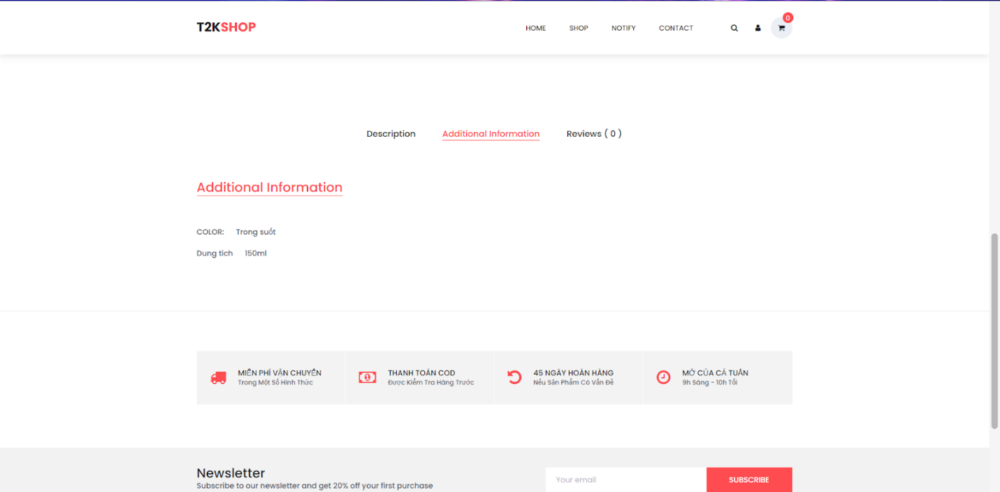 T2KSHOP
HOME SHOP NOTIFY CONTACT 0
Description Additional Information Reviews ( 0 )
Additional Information
COLOR: Trong suốt
Dung tích 150ml
MIỄN PHÍ VẬN CHUYỂN
Trong Một Số Hình Thức
THANH TOÁN COD
Được Kiểm Tra Hàng Trước
45 NGÀY HOÀN HÀNG
Nếu Sản Phẩm Có Vấn Đề
MỞ CỦA CẢ TUẦN
9h Sáng - 10h Tối
Newsletter
Subscribe to our newsletter and get 20% off your first purchase
Your email
SUBSCRIBE